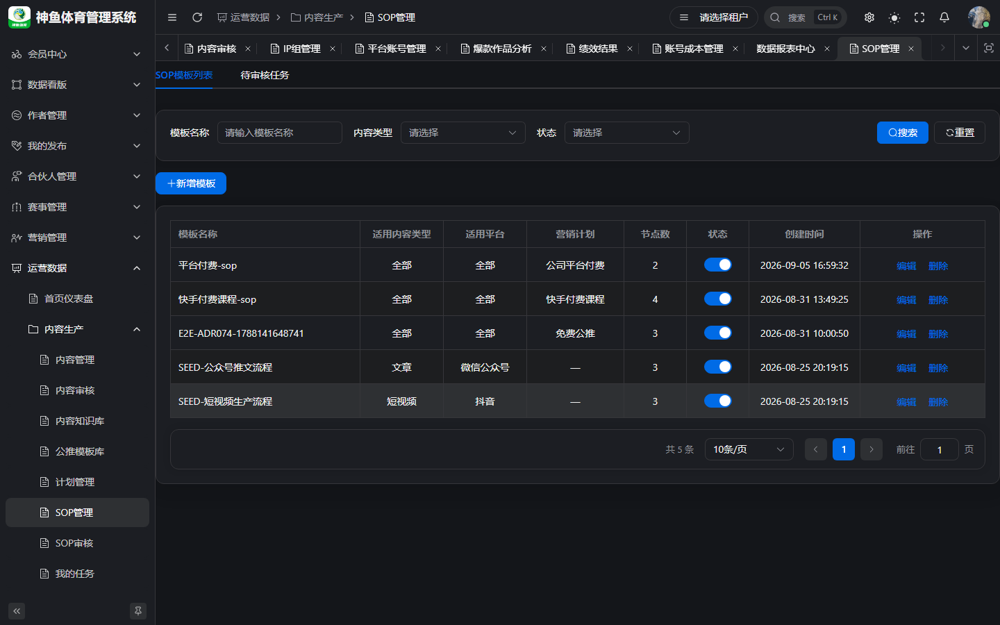 神鱼体育管理系统
运营数据
内容生产
SOP管理
请选择租户
搜索
Ctrl K
内容审核
IP组管理
平台账号管理
爆款作品分析
绩效结果
账号成本管理
数据报表中心
SOP管理
会员中心
数据看版
作者管理
我的发布
合伙人管理
赛事管理
营销管理
运营数据
首页仪表盘
内容生产
内容管理
内容审核
内容知识库
公推模板库
计划管理
SOP管理
SOP审核
我的任务
SOP模板列表
待审核任务
模板名称
请输入模板名称
内容类型
请选择
状态
请选择
搜索
重置
新增模板
模板名称 适用内容类型 适用平台 营销计划 节点数 状态 创建时间 操作
平台付费-sop 全部 全部 公司平台付费 2 2026-09-05 16:59:32 编辑 删除
快手付费课程-sop 全部 全部 快手付费课程 4 2026-08-31 13:49:25 编辑 删除
E2E-ADR074-1788141648741 全部 全部 免费公推 3 2026-08-31 10:00:50 编辑 删除
SEED-公众号推文流程 文章 微信公众号 — 3 2026-08-25 20:19:15 编辑 删除
SEED-短视频生产流程 短视频 抖音 — 3 2026-08-25 20:19:15 编辑 删除
共 5 条
10条/页
1
前往 1 页